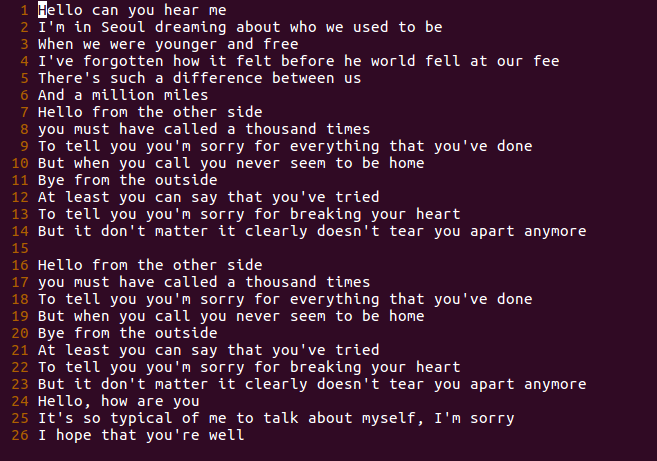 1 Hello can you hear me
2 I'm in Seoul dreaming about who we used to be
3 When we were younger and free
4 I've forgotten how it felt before he world fell at our fee
5 There's such a difference between us
6 And a million miles
7 Hello from the other side
8 you must have called a thousand times
9 To tell you you'm sorry for everything that you've done
10 But when you call you never seem to be home
11 Bye from the outside
12 At least you can say that you've tried
13 To tell you you'm sorry for breaking your heart
14 But it don't matter it clearly doesn't tear you apart anymore
15
16 Hello from the other side
17 you must have called a thousand times
18 To tell you you'm sorry for everything that you've done
19 But when you call you never seem to be home
20 Bye from the outside
21 At least you can say that you've tried
22 To tell you you'm sorry for breaking your heart
23 But it don't matter it clearly doesn't tear you apart anymore
24 Hello, how are you
25 It's so typical of me to talk about myself, I'm sorry
26 I hope that you're well